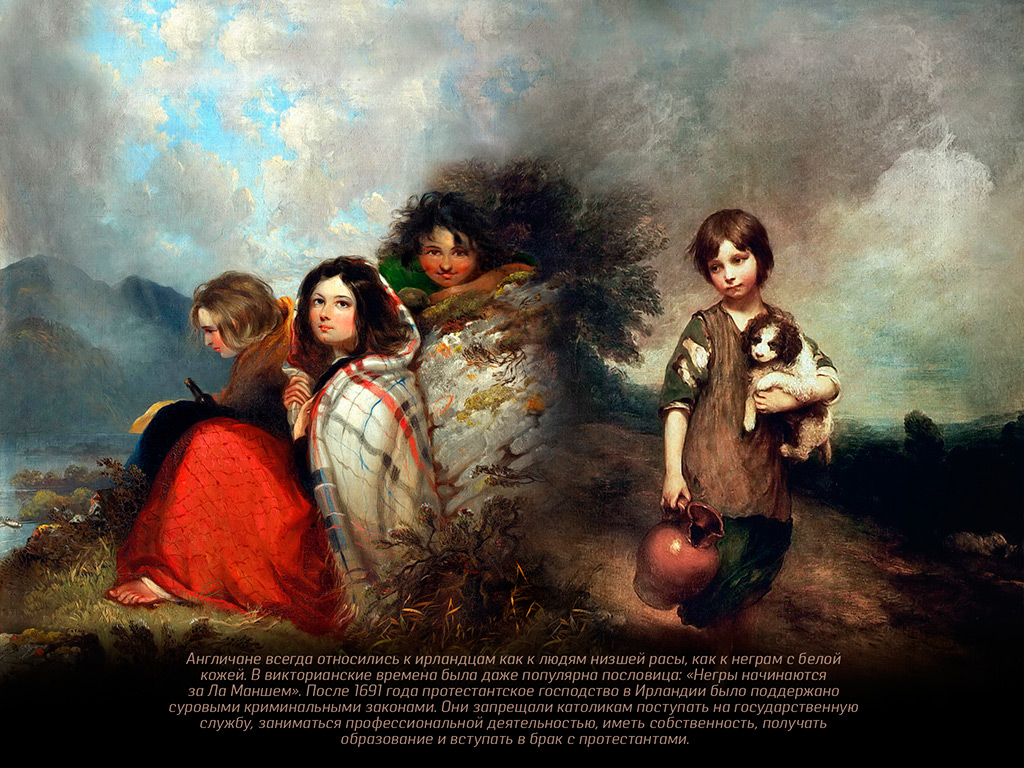 Англичане всегда относились к ирландцам как к людям низшей расы, как к неграм с белой
кожей. В викторианские времена была даже популярна пословица: «Негры начинаются
за Ла Маншем». После 1691 года протестантское господство в Ирландии было поддержано
суровыми криминальными законами. Они запрещали католикам поступать на государственную
службу, заниматься профессиональной деятельностью, иметь собственность, получать
образование и вступать в брак с протестантами.